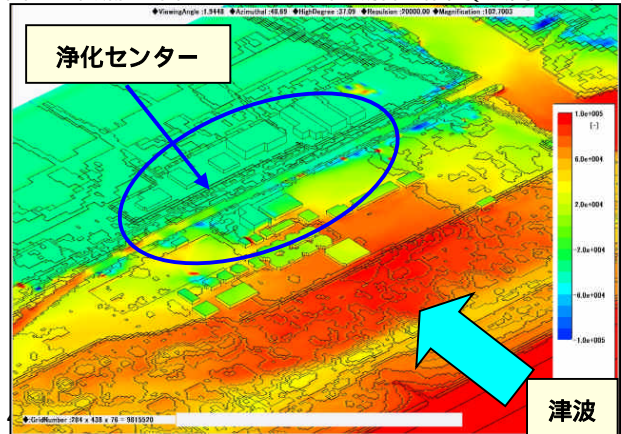 ◆ViewingAngle :1.9448 ◆Azimuthal :48.69 ◆HighDegree :37.09 ◆Repulsion :20000.00 ◆Magnification :102.7003
浄化センター
1.0e+005
[-]
6.0e+004
2.0e+004
-2.0e+004
-6.0e+004
-1.0e+005
津波
◆:GridNumber :284 x 438 x 76 = 9815520